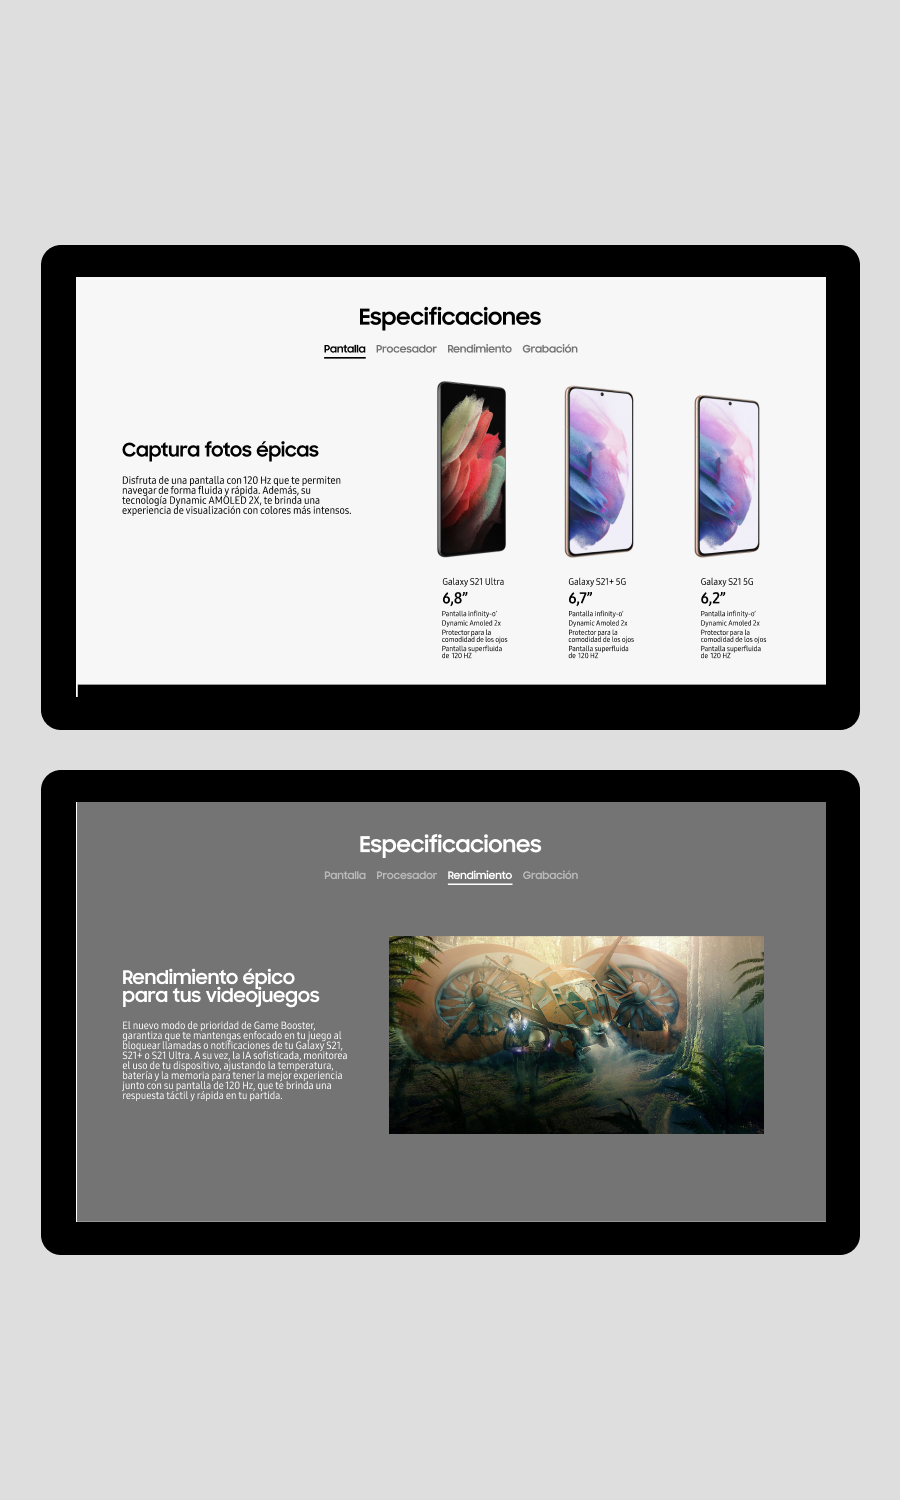 Especificaciones
Pantalla Procesador Rendimiento Grabación
Captura fotos épicas
Disfruta de una pantalla con 120 Hz que te permiten
navegar de forma fluida y rápida. Además, su
tecnología Dynamic AMOLED 2X, te brinda una
experiencia de visualización con colores más intensos.
Galaxy S21 Ultra
6,8”
Pantalla infinity-o’
Dynamic Amoled 2x
Protector para la
comodidad de los ojos
Pantalla superfluida
de 120 HZ
Galaxy S21+ 5G
6,7”
Pantalla infinity-o’
Dynamic Amoled 2x
Protector para la
comodidad de los ojos
Pantalla superfluida
de 120 HZ
Galaxy S21 5G
6,2”
Pantalla infinity-o’
Dynamic Amoled 2x
Protector para la
comodidad de los ojos
Pantalla superfluida
de 120 HZ
Especificaciones
Pantalla Procesador Rendimiento Grabación
Rendimiento épico
para tus videojuegos
El nuevo modo de prioridad de Game Booster,
garantiza que te mantengas enfocado en tu juego al
bloquear llamadas o notificaciones de tu Galaxy S21,
S21+ o S21 Ultra. A su vez, la IA sofisticada, monitorea
el uso de tu dispositivo, ajustando la temperatura,
batería y la memoria para tener la mejor experiencia
junto con su pantalla de 120 Hz, que te brinda una
respuesta táctil y rápida en tu partida.